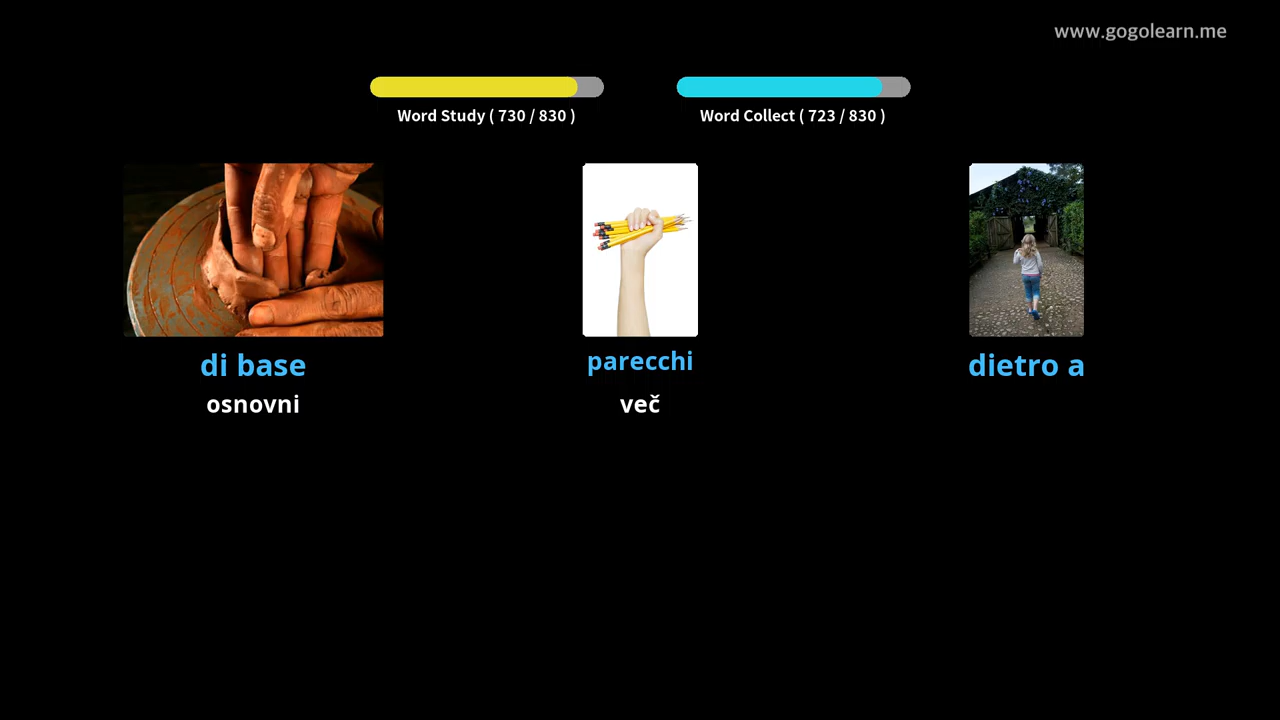 www.gogolearn.me
Word Study ( 730 / 830 )
Word Collect ( 723 / 830 )
di base
osnovni
parecchi
več
dietro a